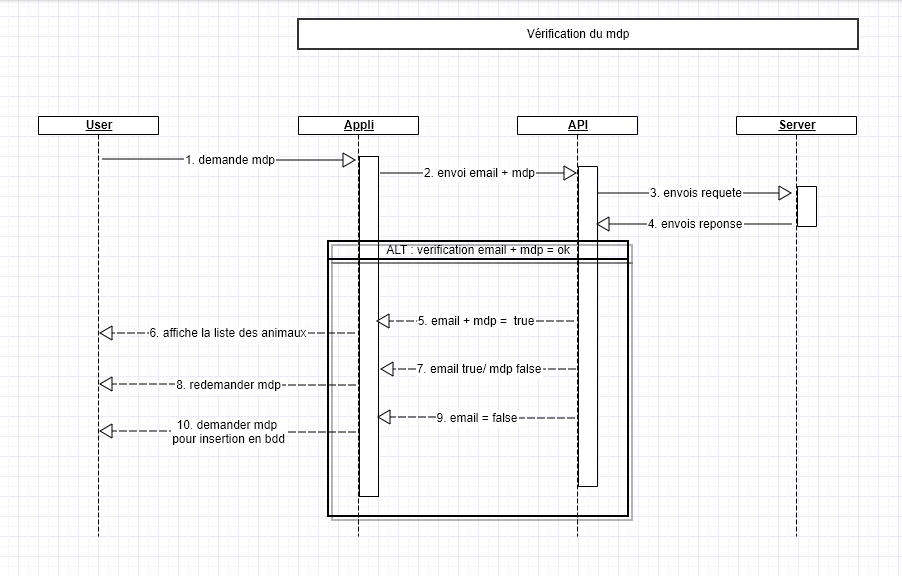 Vérification du mdp
User
Appli
API
Server
1. demande mdp
2. envoi email + mdp
3. envois requete
4. envois reponse
ALT : verification email + mdp = ok
5. email + mdp = true
6. affiche la liste des animaux
7. email true/ mdp false
8. redemander mdp
9. email = false
10. demander mdp
pour insertion en bdd